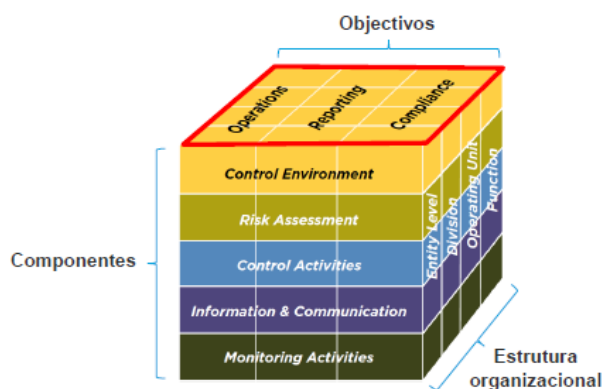 Objectivos
Operations
Reporting
Compliance
Control Environment
Risk Assessment
Control Activities
Information & Communication
Monitoring Activities
Entity Level
Division
Operating Unit
Function
Componentes
Estrutura
organizacional